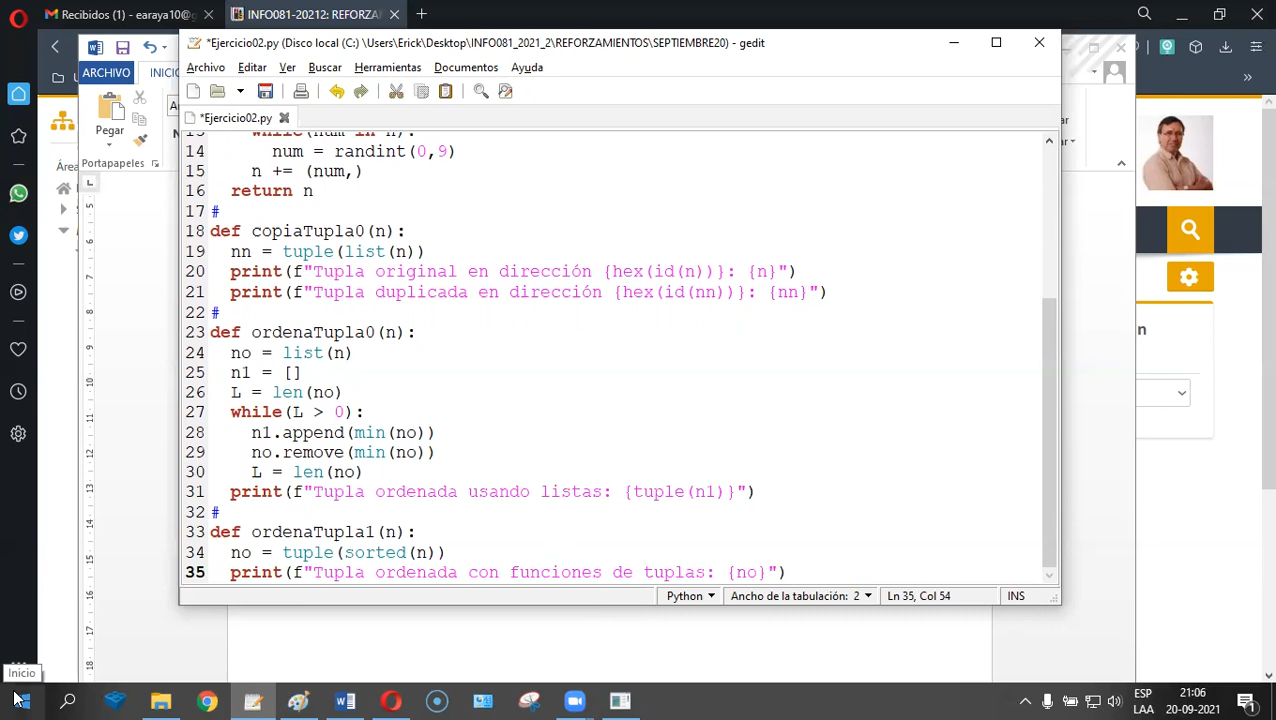 Recibidos (1) - earaya10@g
INFO081-20212: REFORZA
*Ejercicio02.py (Disco local (C:) \Users\Erick\Desktop\INFO081_2021_2\REFORZAMIENTOS\SEPTIEMBRE20) - gedit
Archivo Editar Ver Buscar Herramientas Documentos Ayuda
*Ejercicio02.py
ARCHIVO INICI
Pegar
Portapapeles
Área
while(num in n):
14 num = randint(0,9)
15 n += (num,)
16 return n
17 #
18 def copiaTupla0(n):
19 nn = tuple(list(n))
20 print(f"Tupla original en dirección {hex(id(n))}: {n}")
21 print(f"Tupla duplicada en dirección {hex(id(nn))}: {nn}")
22 #
23 def ordenaTupla0(n):
24 no = list(n)
25 n1 = []
26 L = len(no)
27 while(L > 0):
28 n1.append(min(no))
29 no.remove(min(no))
30 L = len(no)
31 print(f"Tupla ordenada usando listas: {tuple(n1)}")
32 #
33 def ordenaTupla1(n):
34 no = tuple(sorted(n))
35 print(f"Tupla ordenada con funciones de tuplas: {no}")
Python Ancho de la tabulación: 2 Ln 35, Col 54 INS
Inicio
ESP
LAA
21:06
20-09-2021